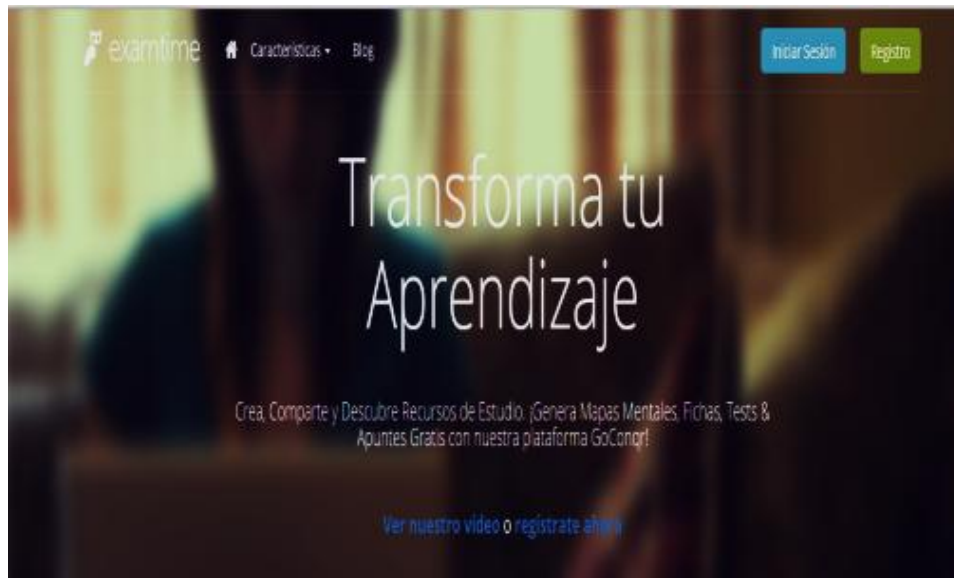 examtime Características Blog Iniciar Sesión Registro
Transforma tu
Aprendizaje
Crea, Comparte y Descubre Recursos de Estudio. ¡Genera Mapas Mentales, Fichas, Tests &
Apuntes Gratis con nuestra plataforma GoConqr!
Ver nuestro vídeo o regístrate ahora